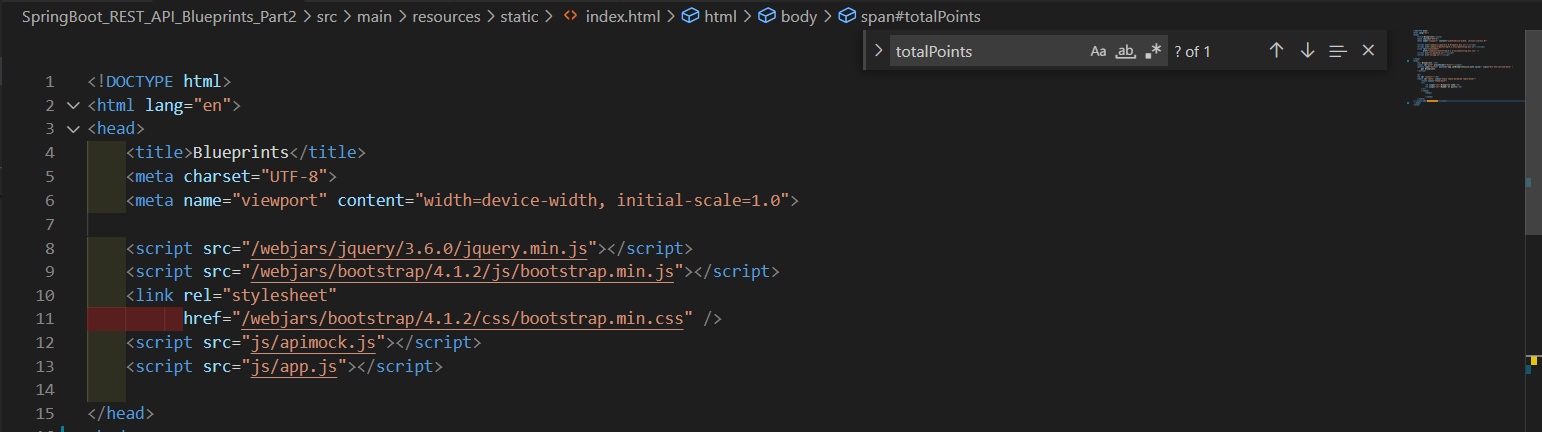 SpringBoot_REST_API_Blueprints_Part2 > src > main > resources > static > <> index.html > html > body > span#totalPoints
totalPoints Aa ab .* ? of 1
1 <!DOCTYPE html>
2 <html lang="en">
3 <head>
4     <title>Blueprints</title>
5     <meta charset="UTF-8">
6     <meta name="viewport" content="width=device-width, initial-scale=1.0">
7
8     <script src="/webjars/jquery/3.6.0/jquery.min.js"></script>
9     <script src="/webjars/bootstrap/4.1.2/js/bootstrap.min.js"></script>
10     <link rel="stylesheet"
11           href="/webjars/bootstrap/4.1.2/css/bootstrap.min.css" />
12     <script src="js/apimock.js"></script>
13     <script src="js/app.js"></script>
14
15 </head>